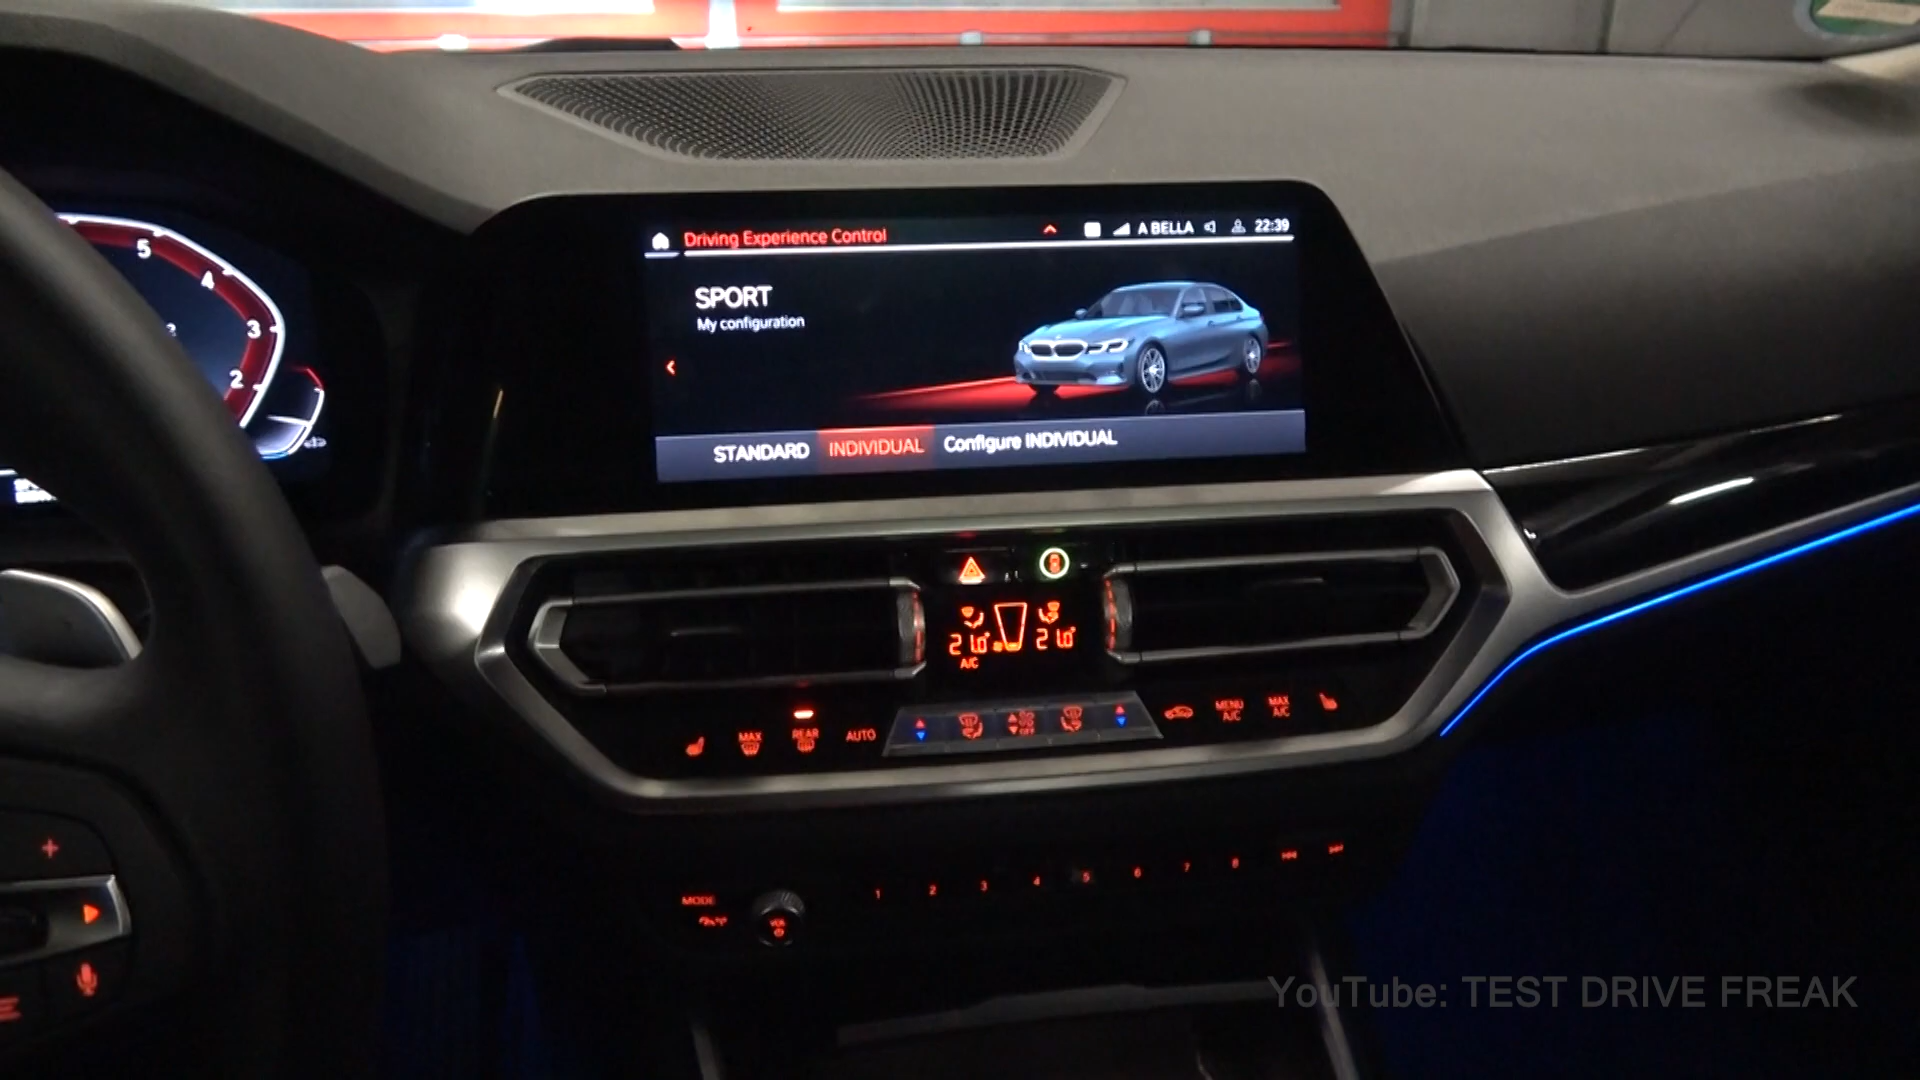 Driving Experience Control
A BELLA
22:39
SPORT
My configuration
STANDARD
INDIVIDUAL
Configure INDIVIDUAL
5
4
3
2
21.0°
21.0°
A/C
MAX
REAR
AUTO
OFF
MENU
A/C
MAX
A/C
MODE
VOL
1
2
3
4
5
6
7
8
YouTube: TEST DRIVE FREAK